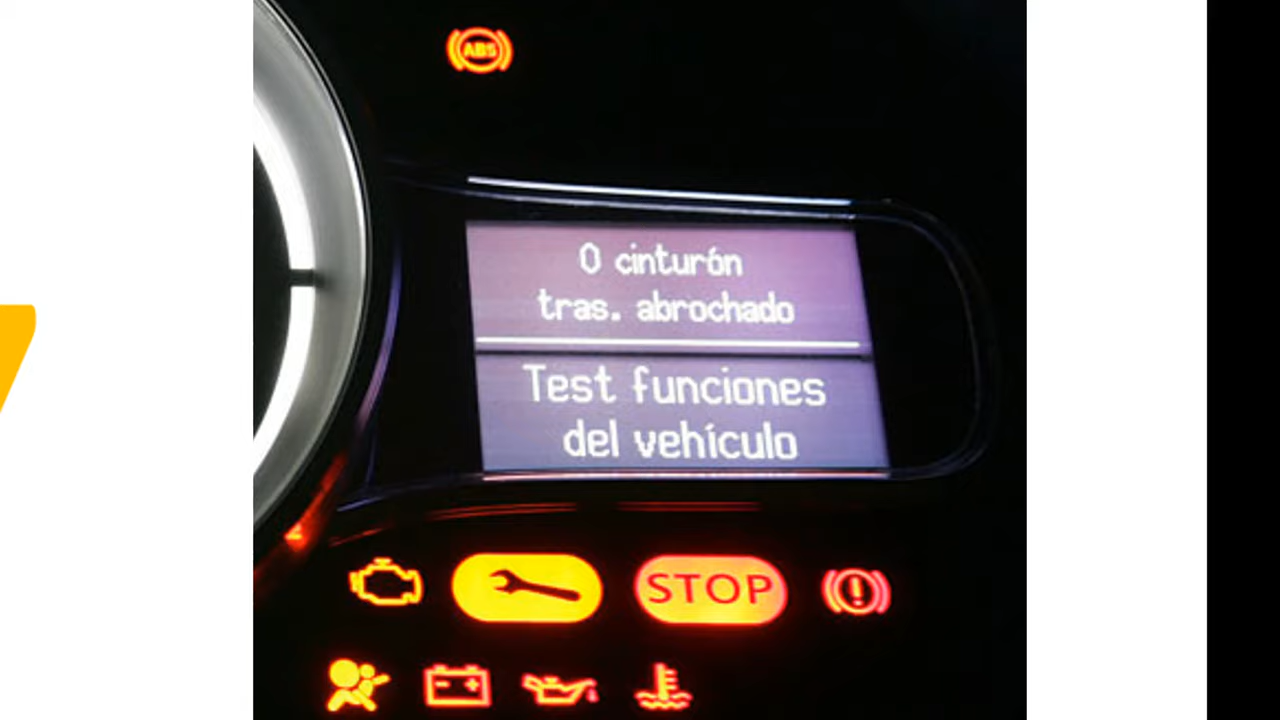 ABS
0 cinturón
tras. abrochado
Test funciones
del vehículo
STOP